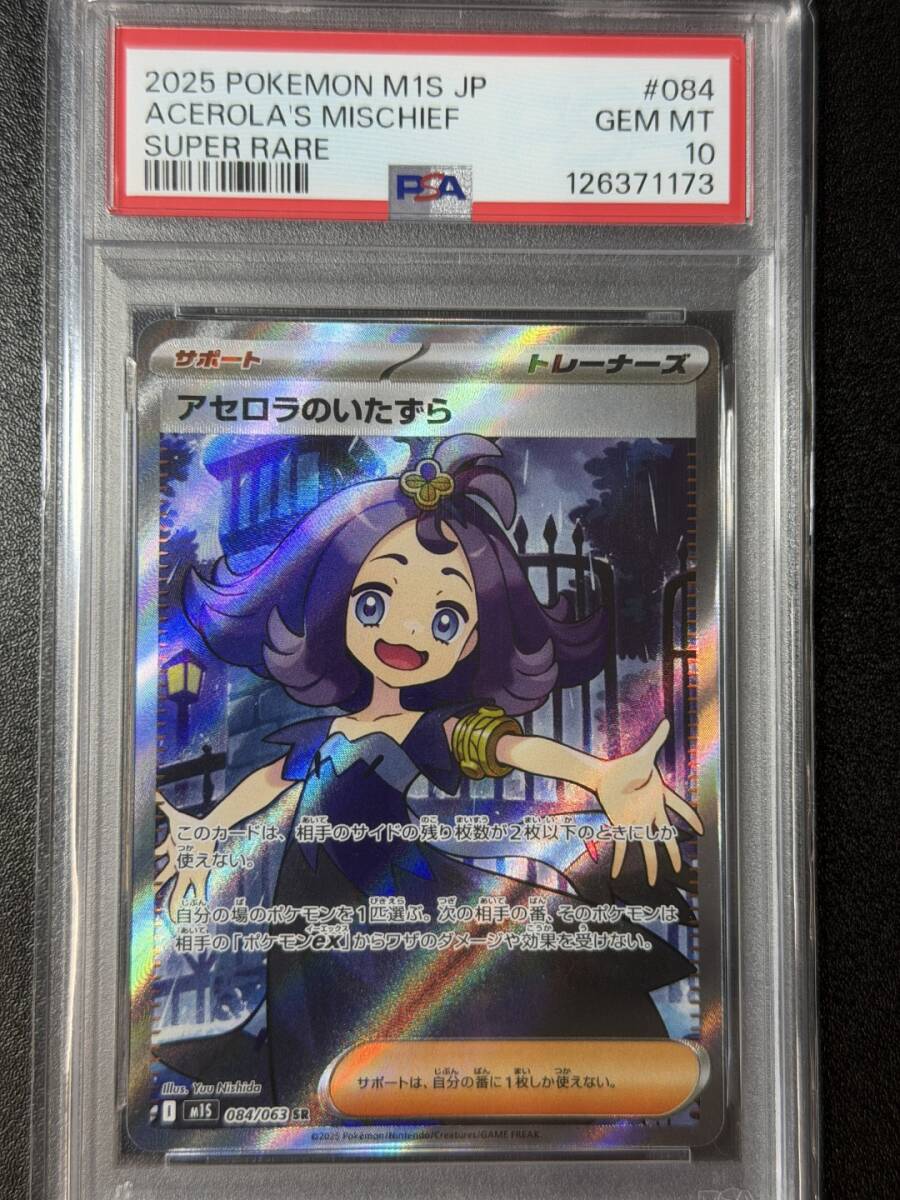 2025 POKEMON M1S JP #084
ACEROLA'S MISCHIEF GEM MT
SUPER RARE 10
PSA 126371173
サポート トレーナーズ
アセロラのいたずら
このカードは、相手のサイドの残り枚数が2枚以下のときにしか
使えない。
自分の場のポケモンを1匹選ぶ。次の相手の番、そのポケモンは
相手の「ポケモンex」からワザのダメージや効果を受けない。
サポートは、自分の番に1枚しか使えない。
Illus. Yuu Nishida
I m1S 084/063 SR
©2025 Pokémon/Nintendo/Creatures/GAME FREAK.